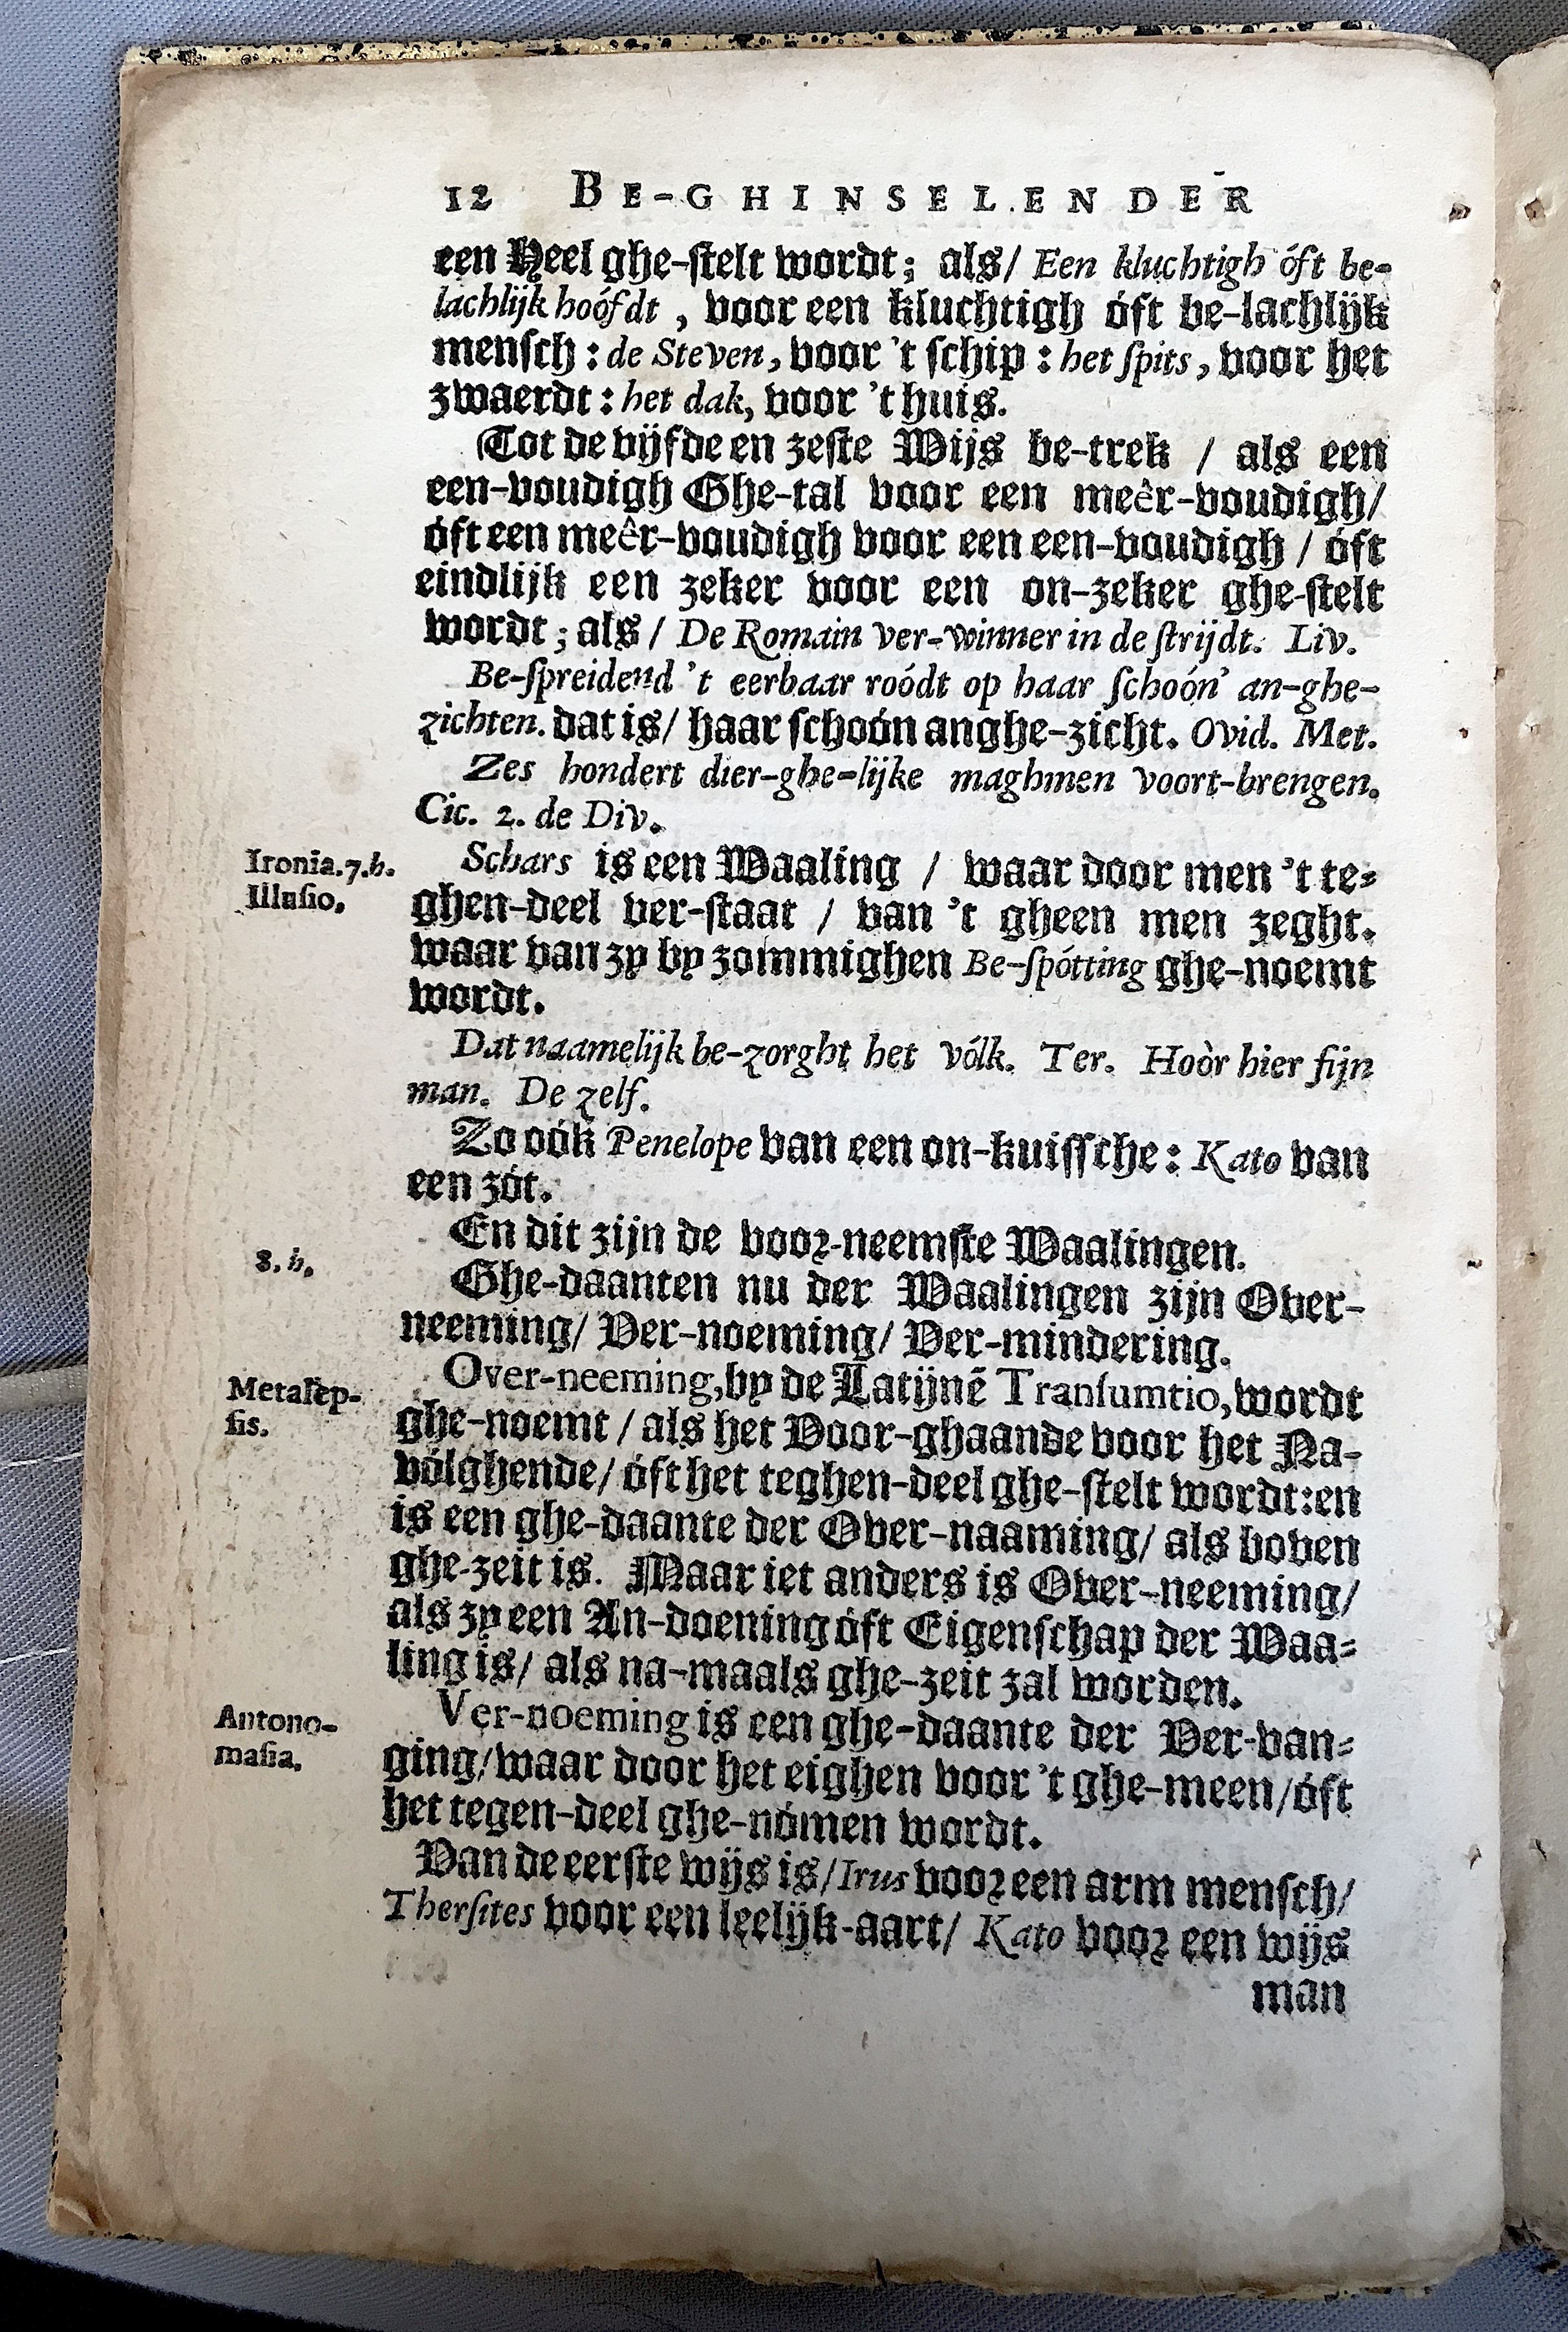 12 BE-GHINSELEN DER
een Heel ghe-ſtelt wordt; als/ Een kluchtigh óft be-
lachlijk hoófdt, voor een kluchtigh óft be-lachlijk
menſch: de Steven, voor 't ſchip: het ſpits, voor het
zwaerdt: het dak, voor 't huis.
Tot de vijfde en zeſte Wijs be-trek / als een
een-voudigh Ghe-tal voor een meêr-voudigh/
óft een meêr-voudigh voor een een-voudigh / óft
eindlijk een zeker voor een on-zeker ghe-ſtelt
wordt; als/ De Romain ver-winner in de ſtrijdt. Liv.
Be-ſpreidend 't eerbaar roódt op haar ſchoón' an-ghe-
zichten. dat is/ haar ſchoón anghe-zicht. Ovid. Met.
Zes hondert dier-ghe-lijke maghmen voort-brengen.
Cic. 2. de Div.
Ironia. 7. h.
Illuſio.
Schars is een Waaling / waar door men 't te-
ghen-deel ver-ſtaat / van 't gheen men zeght.
waar van zy by zommighen Be-ſpótting ghe-noemt
wordt.
Dat naamelijk be-zorght het vólk. Ter. Hoòr hier fijn
man. De zelf.
Zo oók Penelope van een on-kuiſſche: Kato van
een zót.
En dit zijn de voor-neemſte Waalingen.
8. h.
Ghe-daanten nu der Waalingen zijn Over-
neeming/ Ver-noeming/ Ver-mindering.
Metalep-
ſis.
Over-neeming, by de Latijnē Tranſumtio, wordt
ghe-noemt / als het Voor-ghaande voor het Na-
vólghende/ óft het teghen-deel ghe-ſtelt wordt: en
is een ghe-daante der Over-naaming/ als boven
ghe-zeit is. Maar iet anders is Over-neeming/
als zy een An-doening óft Eigenſchap der Waa-
ling is/ als na-maals ghe-zeit zal worden.
Antono-
maſia.
Ver-noeming is een ghe-daante der Ver-van-
ging/ waar door het eighen voor 't ghe-meen/ óft
het tegen-deel ghe-nómen wordt.
Van de eerſte wijs is/ Irus voor een arm menſch/
Therſites voor een leelijk-aart/ Kato voor een wijs
man